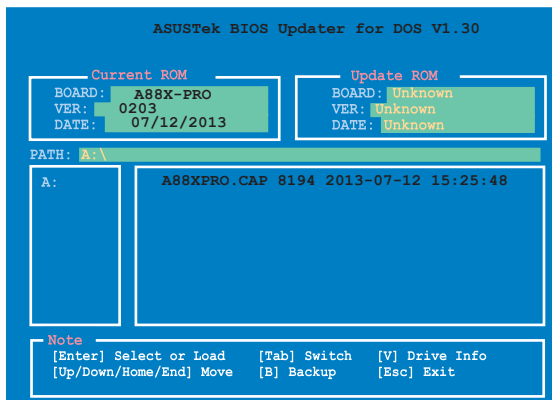 ASUSTek BIOS Updater for DOS V1.30
Current ROM
BOARD: A88X-PRO
VER: 0203
DATE: 07/12/2013
Update ROM
BOARD: Unknown
VER: Unknown
DATE: Unknown
PATH: A:\
A:
A88XPRO.CAP 8194 2013-07-12 15:25:48
Note
[Enter] Select or Load [Tab] Switch [V] Drive Info
[Up/Down/Home/End] Move [B] Backup [Esc] Exit